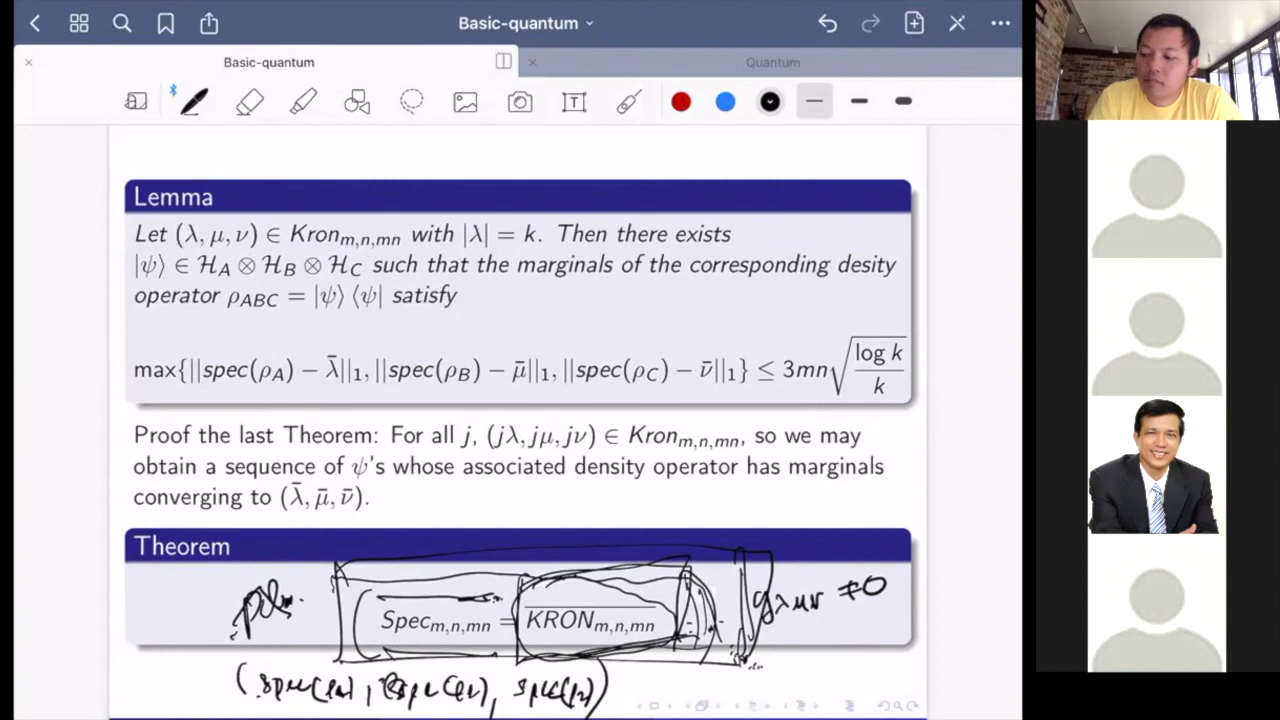 Basic-quantum
Basic-quantum
Quantum
T
Lemma
Let (λ, μ, ν) ∈ Kron_{m,n,mn} with |λ| = k. Then there exists
|ψ⟩ ∈ H_A ⊗ H_B ⊗ H_C such that the marginals of the corresponding desity
operator ρ_{ABC} = |ψ⟩ ⟨ψ| satisfy
max{||spec(ρ_A) − λ̄||_1, ||spec(ρ_B) − μ̄||_1, ||spec(ρ_C) − ν̄||_1} ≤ 3mn√(log k / k)
Proof the last Theorem: For all j, (jλ, jμ, jν) ∈ Kron_{m,n,mn}, so we may
obtain a sequence of ψ's whose associated density operator has marginals
converging to (λ̄, μ̄, ν̄).
Theorem
Spec_{m,n,mn} = \overline{KRON_{m,n,mn}} g_{λμν} ≠ 0